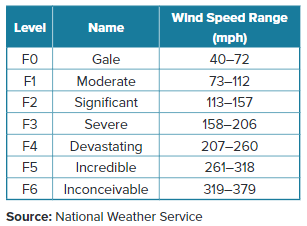 Level Name Wind Speed Range (mph)
F0 Gale 40–72
F1 Moderate 73–112
F2 Significant 113–157
F3 Severe 158–206
F4 Devastating 207–260
F5 Incredible 261–318
F6 Inconceivable 319–379
Source: National Weather Service